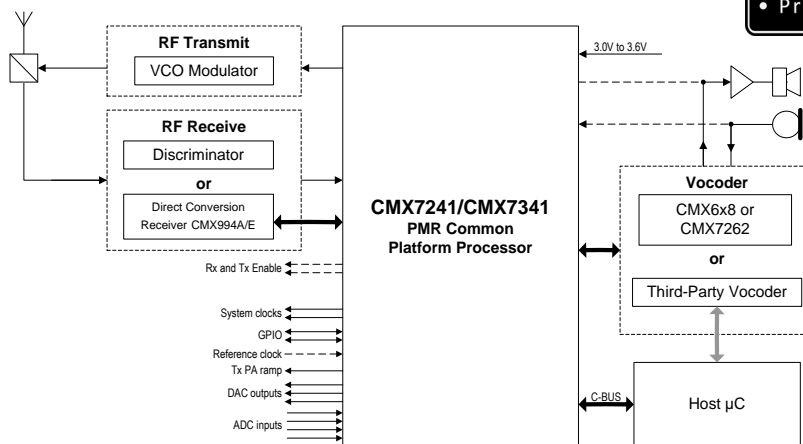 • Pr
RF Transmit
VCO Modulator
RF Receive
Discriminator
or
Direct Conversion
Receiver CMX994A/E
Rx and Tx Enable
System clocks
GPIO
Reference clock
Tx PA ramp
DAC outputs
ADC inputs
CMX7241/CMX7341
PMR Common
Platform Processor
3.0V to 3.6V
Vocoder
CMX6x8 or
CMX7262
or
Third-Party Vocoder
C-BUS
Host µC